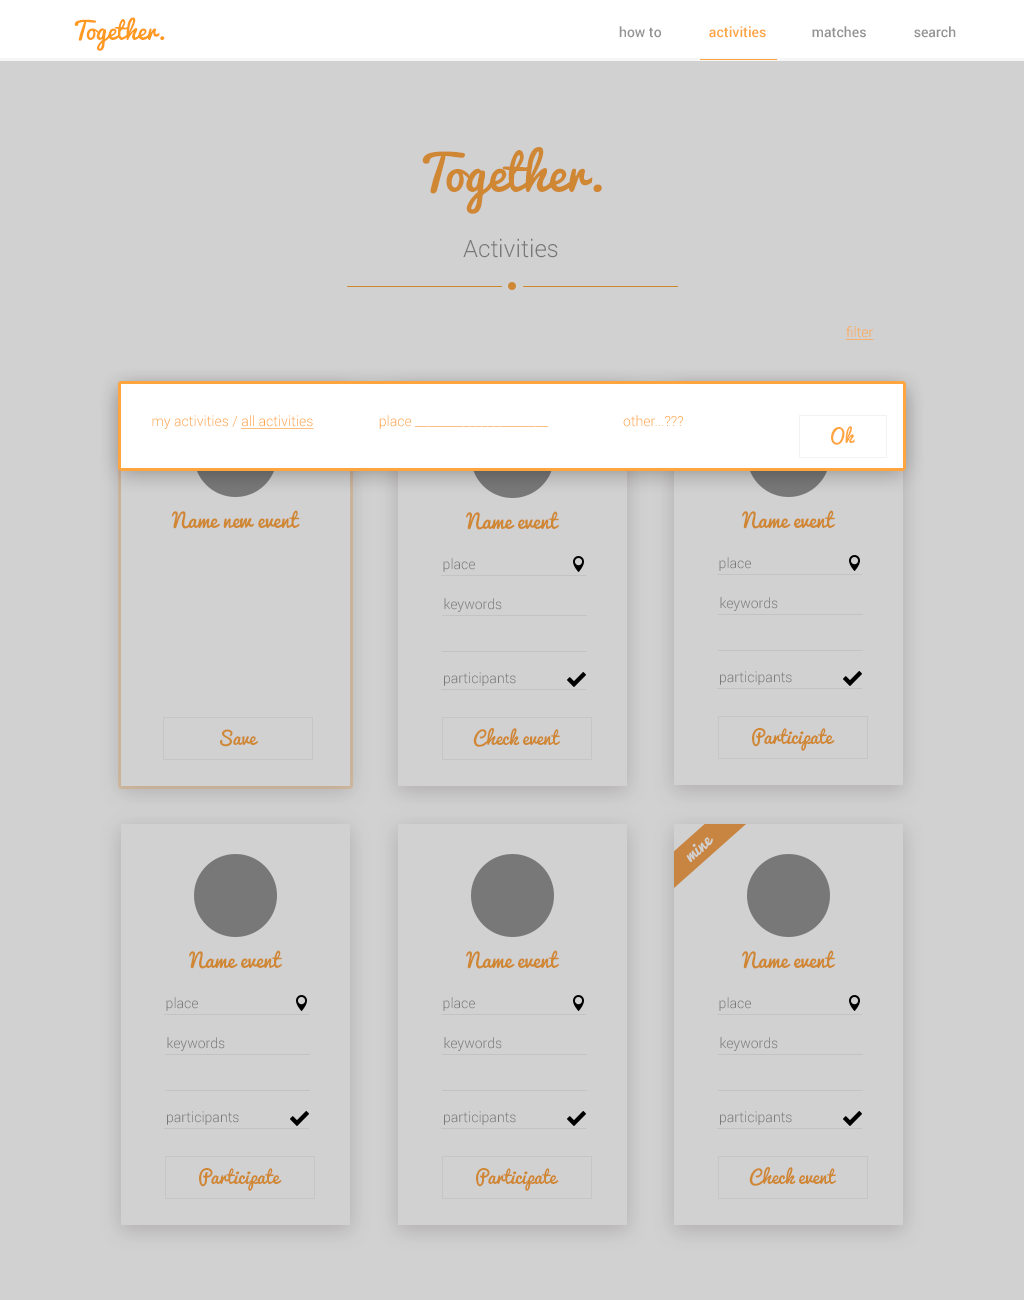 Together.
how to activities matches search
Together.
Activities
filter
my activities / all activities place ____________________ other...???
Ok
Name new event
Save
Name event
place
keywords
participants
Check event
Name event
place
keywords
participants
Participate
Name event
place
keywords
participants
Participate
Name event
place
keywords
participants
Participate
mine
Name event
place
keywords
participants
Check event